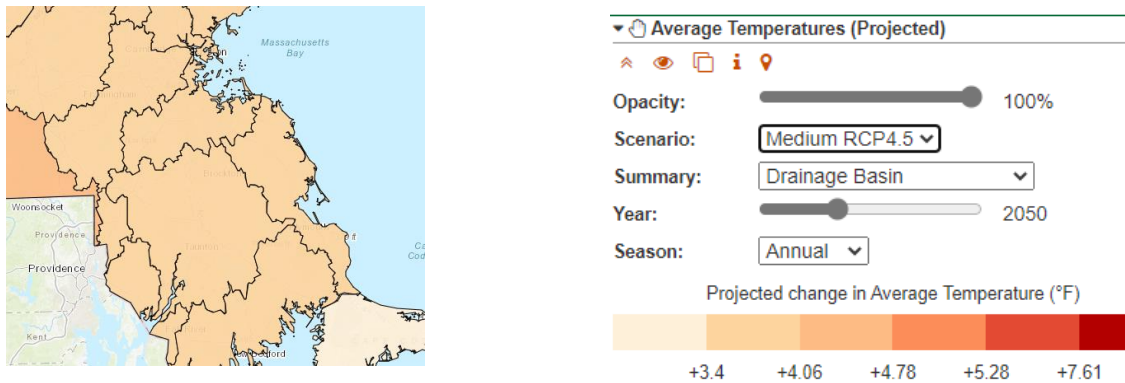 Massachusetts
Bay
Woonsocket
Providence
Providence
Kent
Average Temperatures (Projected)
Opacity: 100%
Scenario: Medium RCP4.5
Summary: Drainage Basin
Year: 2050
Season: Annual
Projected change in Average Temperature (°F)
+3.4 +4.06 +4.78 +5.28 +7.61